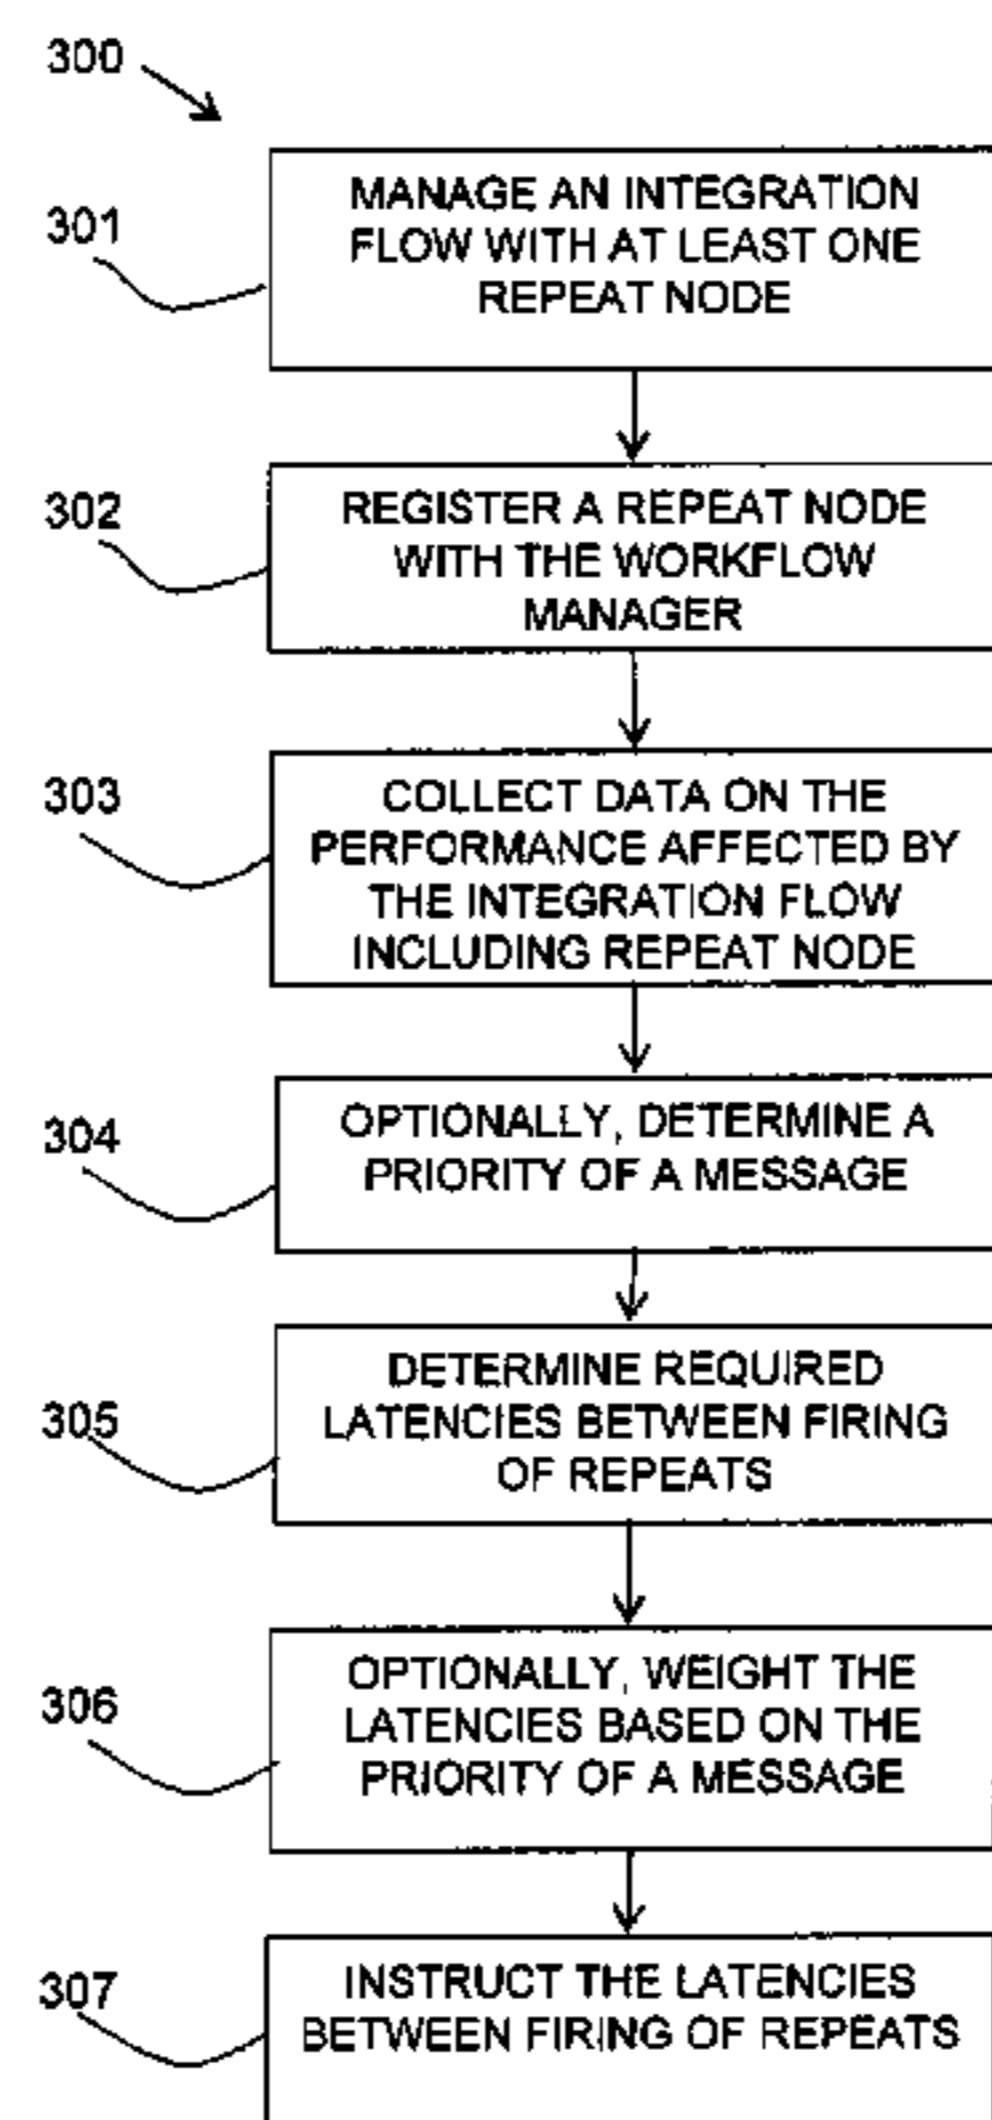 300
301
MANAGE AN INTEGRATION
FLOW WITH AT LEAST ONE
REPEAT NODE
302
REGISTER A REPEAT NODE
WITH THE WORKFLOW
MANAGER
303
COLLECT DATA ON THE
PERFORMANCE AFFECTED BY
THE INTEGRATION FLOW
INCLUDING REPEAT NODE
304
OPTIONALLY, DETERMINE A
PRIORITY OF A MESSAGE
305
DETERMINE REQUIRED
LATENCIES BETWEEN FIRING
OF REPEATS
306
OPTIONALLY, WEIGHT THE
LATENCIES BASED ON THE
PRIORITY OF A MESSAGE
307
INSTRUCT THE LATENCIES
BETWEEN FIRING OF REPEATS